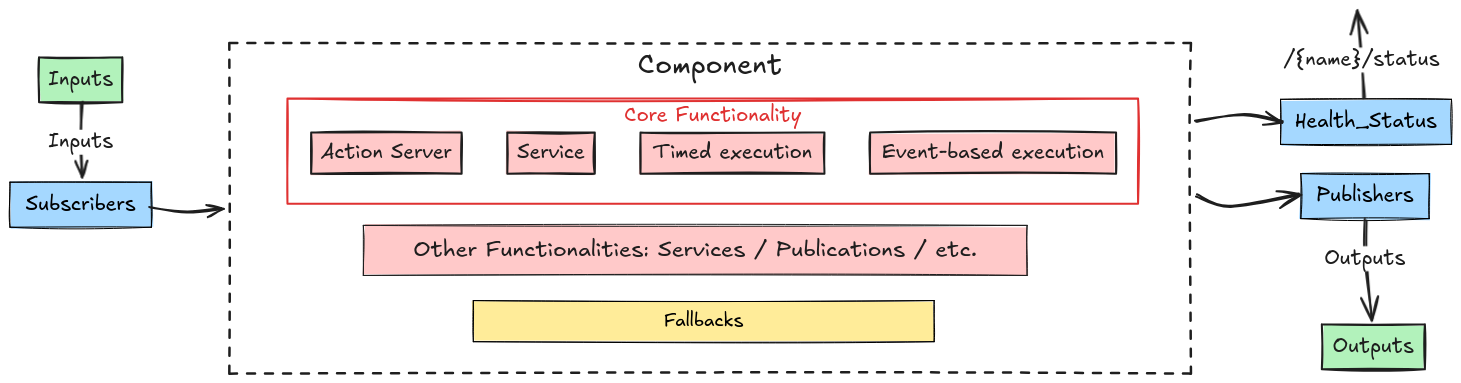 Inputs
Inputs
Subscribers
Component
Core Functionality
Action Server
Service
Timed execution
Event-based execution
Other Functionalities: Services / Publications / etc.
Fallbacks
/{name}/status
Health_Status
Publishers
Outputs
Outputs